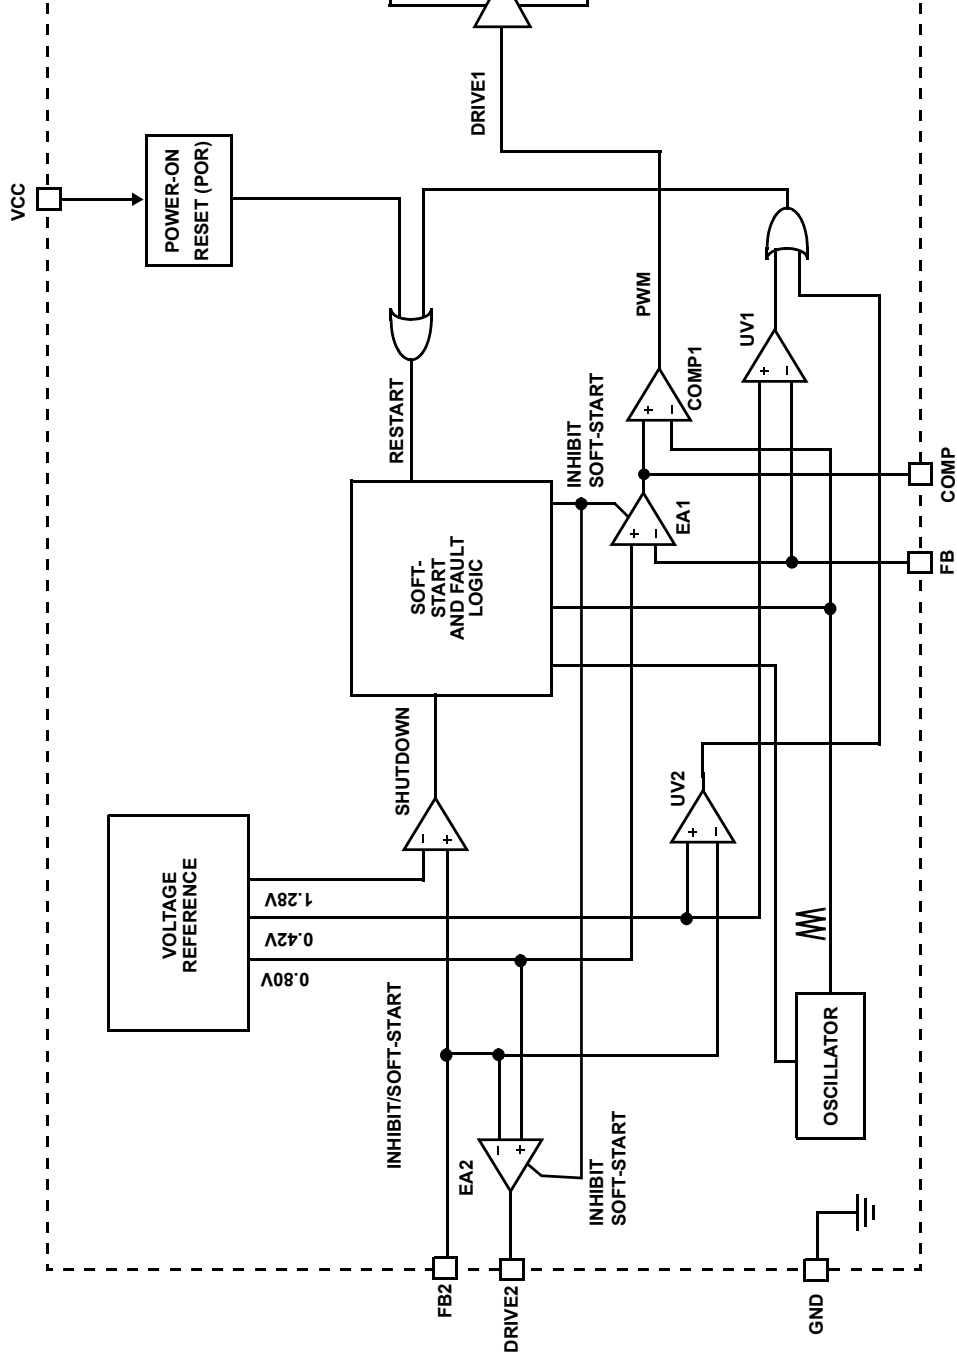 VCC
POWER-ON
RESET (POR)
DRIVE1
PWM
RESTART
INHIBIT
SOFT-START
COMP1
+
−
UV1
+
−
SOFT-
START
AND FAULT
LOGIC
EA1
+
−
COMP
FB
SHUTDOWN
−
+
UV2
+
−
VOLTAGE
REFERENCE
1.28V
0.42V
0.80V
INHIBIT/SOFT-START
OSCILLATOR
EA2
−
+
INHIBIT
SOFT-START
FB2
DRIVE2
GND